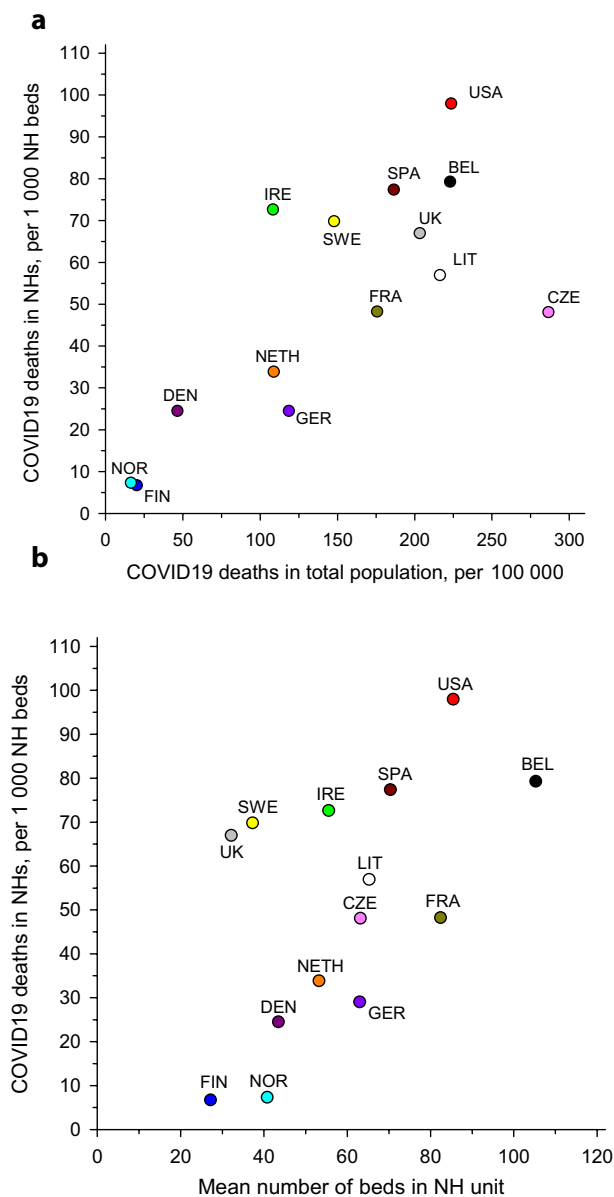 a
110
100
90
80
70
60
50
40
30
20
10
0
COVID19 deaths in NHs, per 1 000 NH beds
USA
SPA
BEL
IRE
UK
SWE
LIT
FRA
CZE
NETH
DEN
GER
NOR
FIN
0 50 100 150 200 250 300
COVID19 deaths in total population, per 100 000
b
110
100
90
80
70
60
50
40
30
20
10
0
COVID19 deaths in NHs, per 1 000 NH beds
USA
BEL
SPA
IRE
SWE
UK
LIT
CZE
FRA
NETH
DEN
GER
FIN
NOR
0 20 40 60 80 100 120
Mean number of beds in NH unit